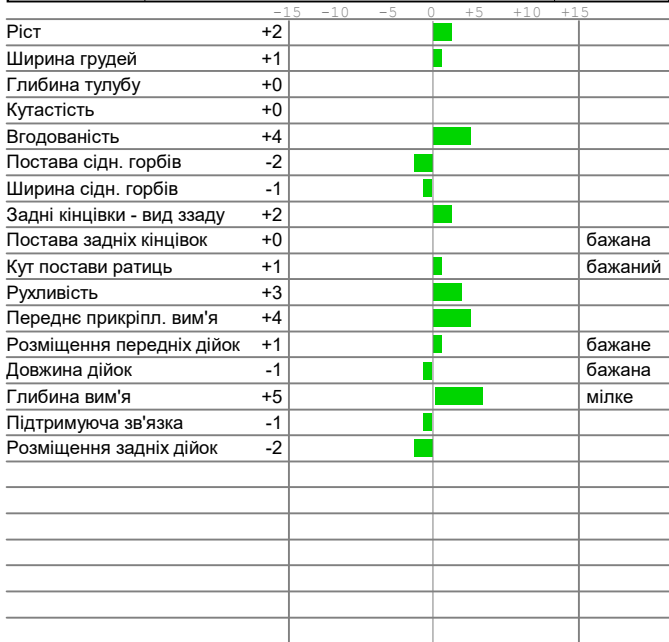 -15 -10 -5 0 +5 +10 +15
Ріст +2
Ширина грудей +1
Глибина тулубу +0
Кутастість +0
Вгодованість +4
Постава сідн. горбів -2
Ширина сідн. горбів -1
Задні кінцівки - вид ззаду +2
Постава задніх кінцівок +0 бажана
Кут постави ратиць +1 бажаний
Рухливість +3
Переднє прикріпл. вим'я +4
Розміщення передніх дійок +1 бажане
Довжина дійок -1 бажана
Глибина вим'я +5 мілке
Підтримуюча зв'язка -1
Розміщення задніх дійок -2